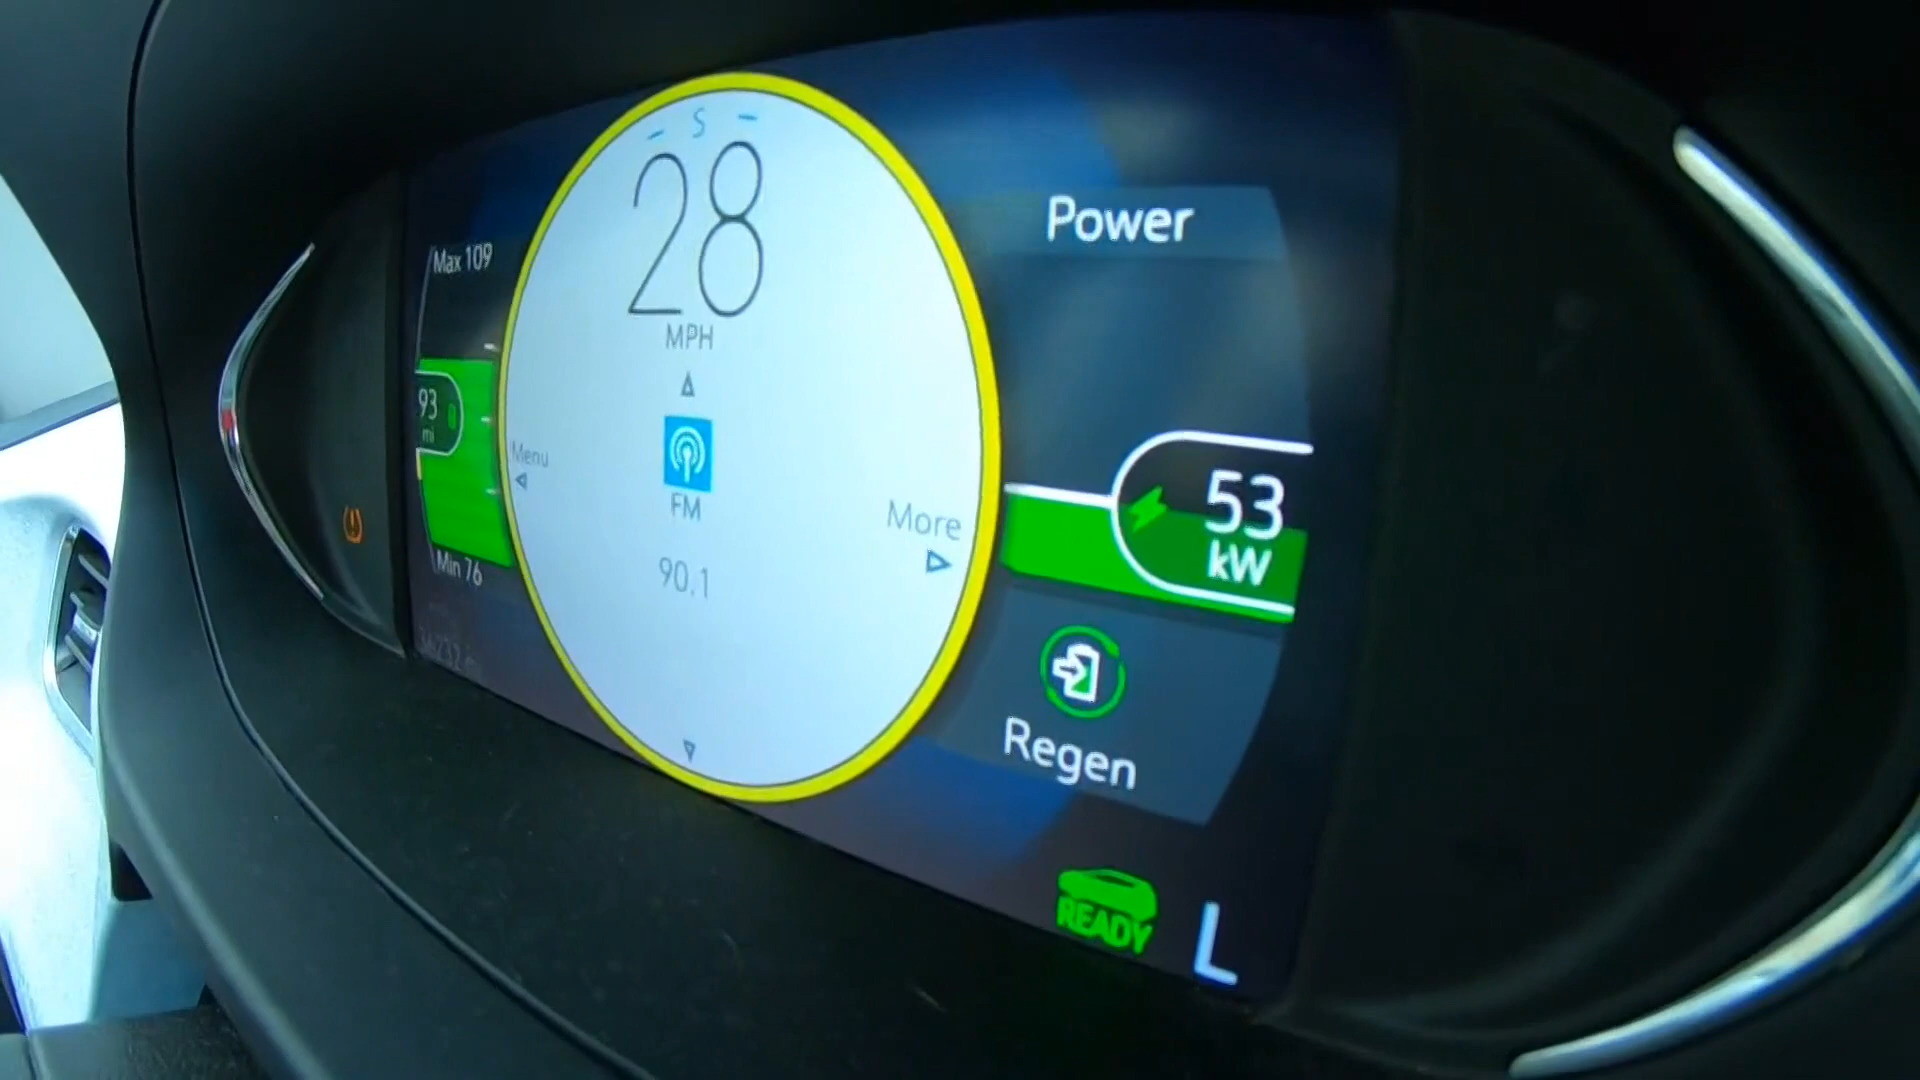 S
28
MPH
Max 109
93
mi
Min 76
Menu
FM
90.1
More
Power
53
kW
Regen
READY
L